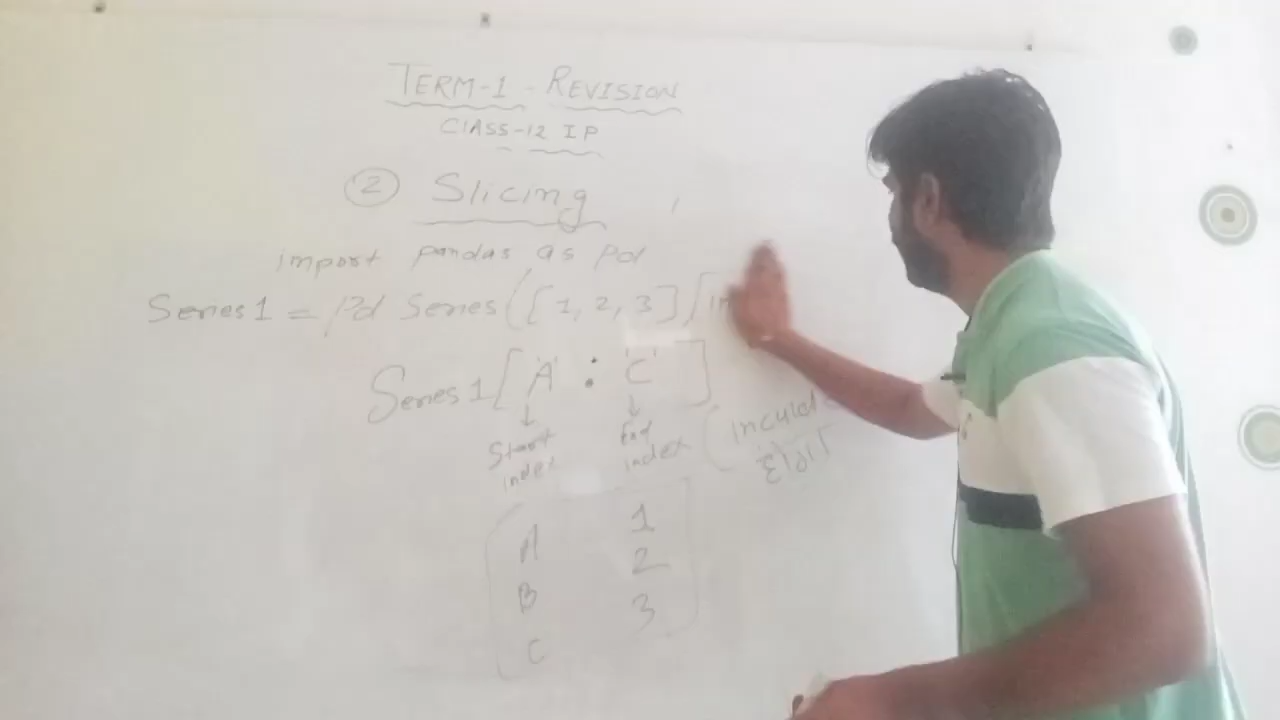 TERM-1 - REVISION
CLASS-12 IP
② Slicing
import pandas as pd
Series1 = Pd Series([1, 2, 3]
Series1['A' : 'C']
Start index
End index
A 1
B 2
C 3